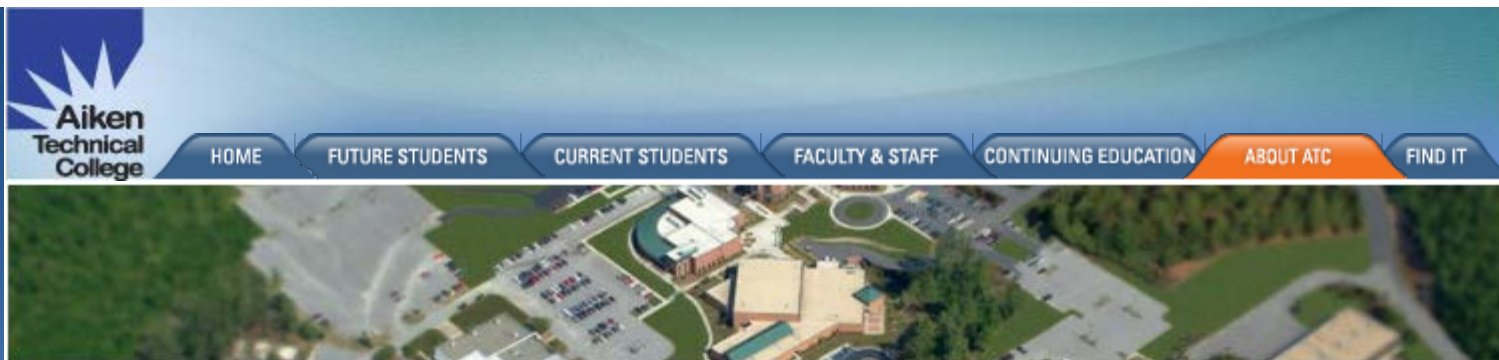 Aiken
Technical
College
HOME
FUTURE STUDENTS
CURRENT STUDENTS
FACULTY & STAFF
CONTINUING EDUCATION
ABOUT ATC
FIND IT